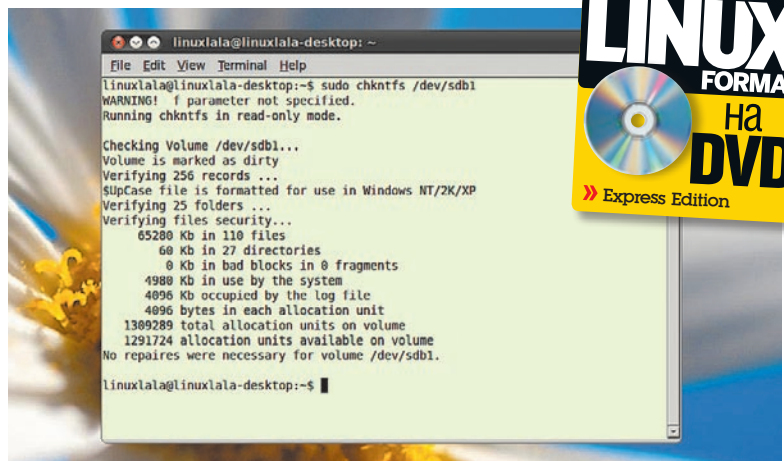 linuxlala@linuxlala-desktop: ~
File Edit View Terminal Help
linuxlala@linuxlala-desktop:~$ sudo chkntfs /dev/sdb1
WARNING!  f parameter not specified.
Running chkntfs in read-only mode.
Checking Volume /dev/sdb1...
Volume is marked as dirty
Verifying 256 records ...
$UpCase file is formatted for use in Windows NT/2K/XP
Verifying 25 folders ...
Verifying files security...
65280 Kb in 110 files
60 Kb in 27 directories
0 Kb in bad blocks in 0 fragments
4980 Kb in use by the system
4096 Kb occupied by the log file
4096 bytes in each allocation unit
1309289 total allocation units on volume
1291724 allocation units available on volume
No repaires were necessary for volume /dev/sdb1.
linuxlala@linuxlala-desktop:~$
LINUX
FORMA
на
DVD
» Express Edition